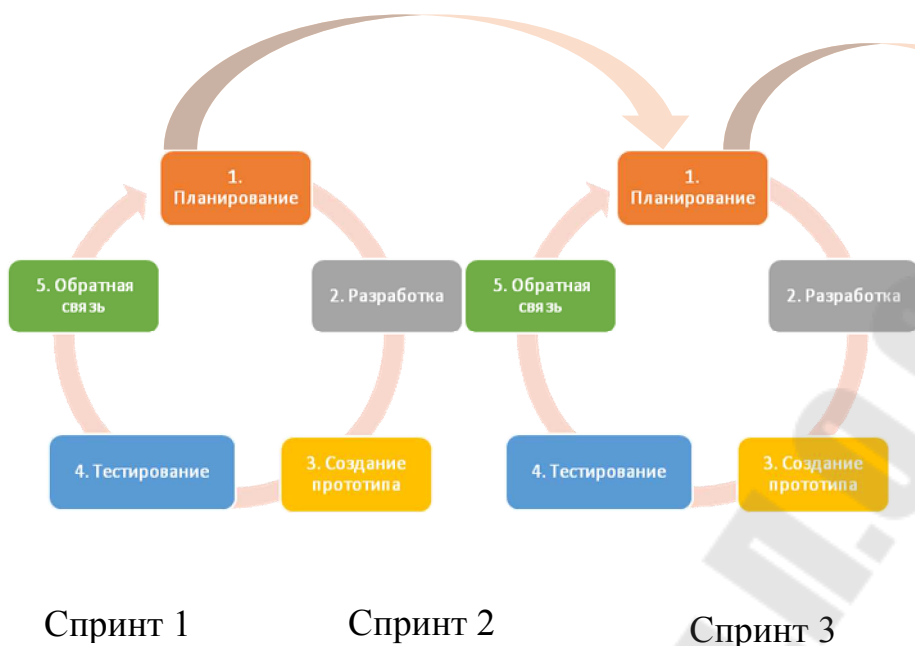 1.
Планирование
2. Разработка
3. Создание
прототипа
4. Тестирование
5. Обратная
связь
1.
Планирование
2. Разработка
3. Создание
прототипа
4. Тестирование
5. Обратная
связь
Спринт 1
Спринт 2
Спринт 3